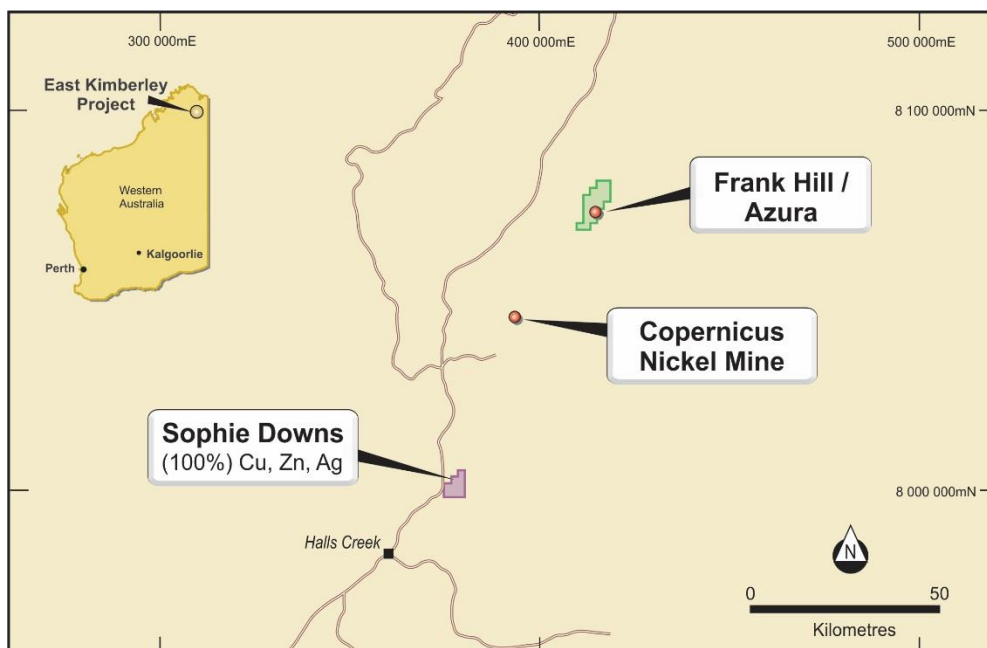 300 000mE
400 000mE
500 000mE
East Kimberley
Project
8 100 000mN
Western
Australia
Kalgoorlie
Perth
Frank Hill /
Azura
Copernicus
Nickel Mine
Sophie Downs
(100%) Cu, Zn, Ag
8 000 000mN
Halls Creek
N
0
50
Kilometres